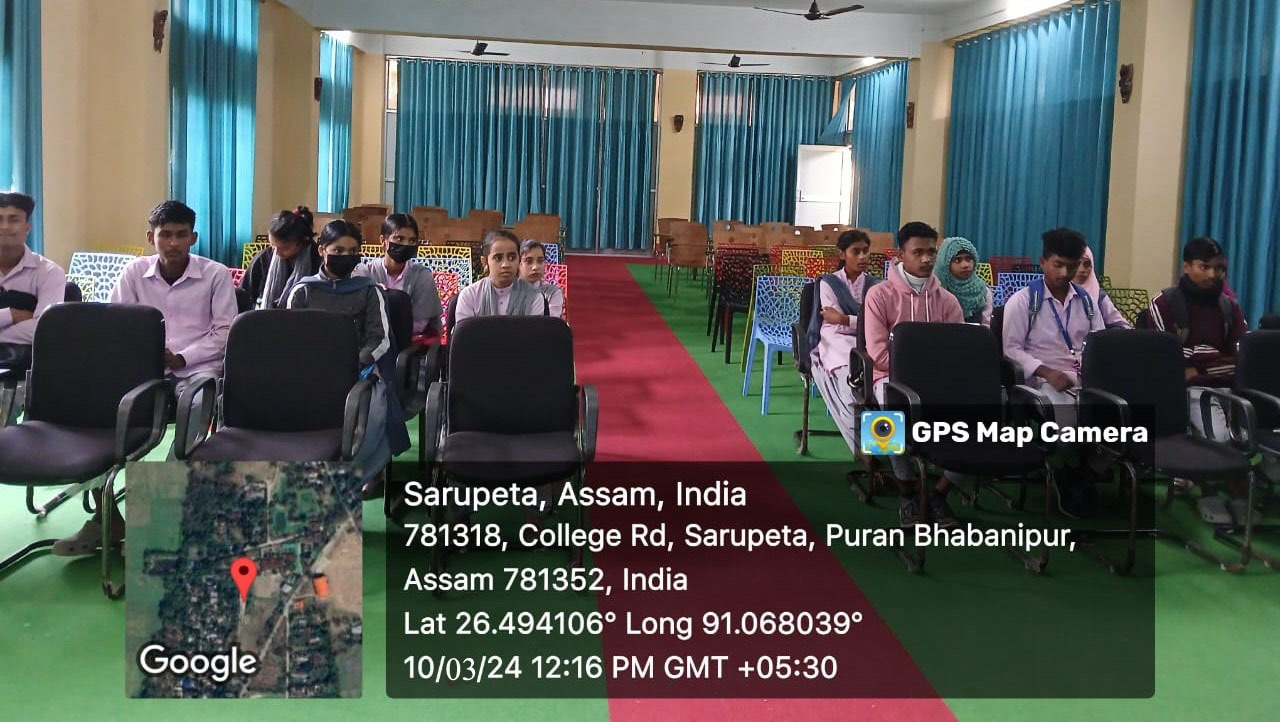 GPS Map Camera
Sarupeta, Assam, India
781318, College Rd, Sarupeta, Puran Bhabanipur,
Assam 781352, India
Lat 26.494106° Long 91.068039°
10/03/24 12:16 PM GMT +05:30
Google